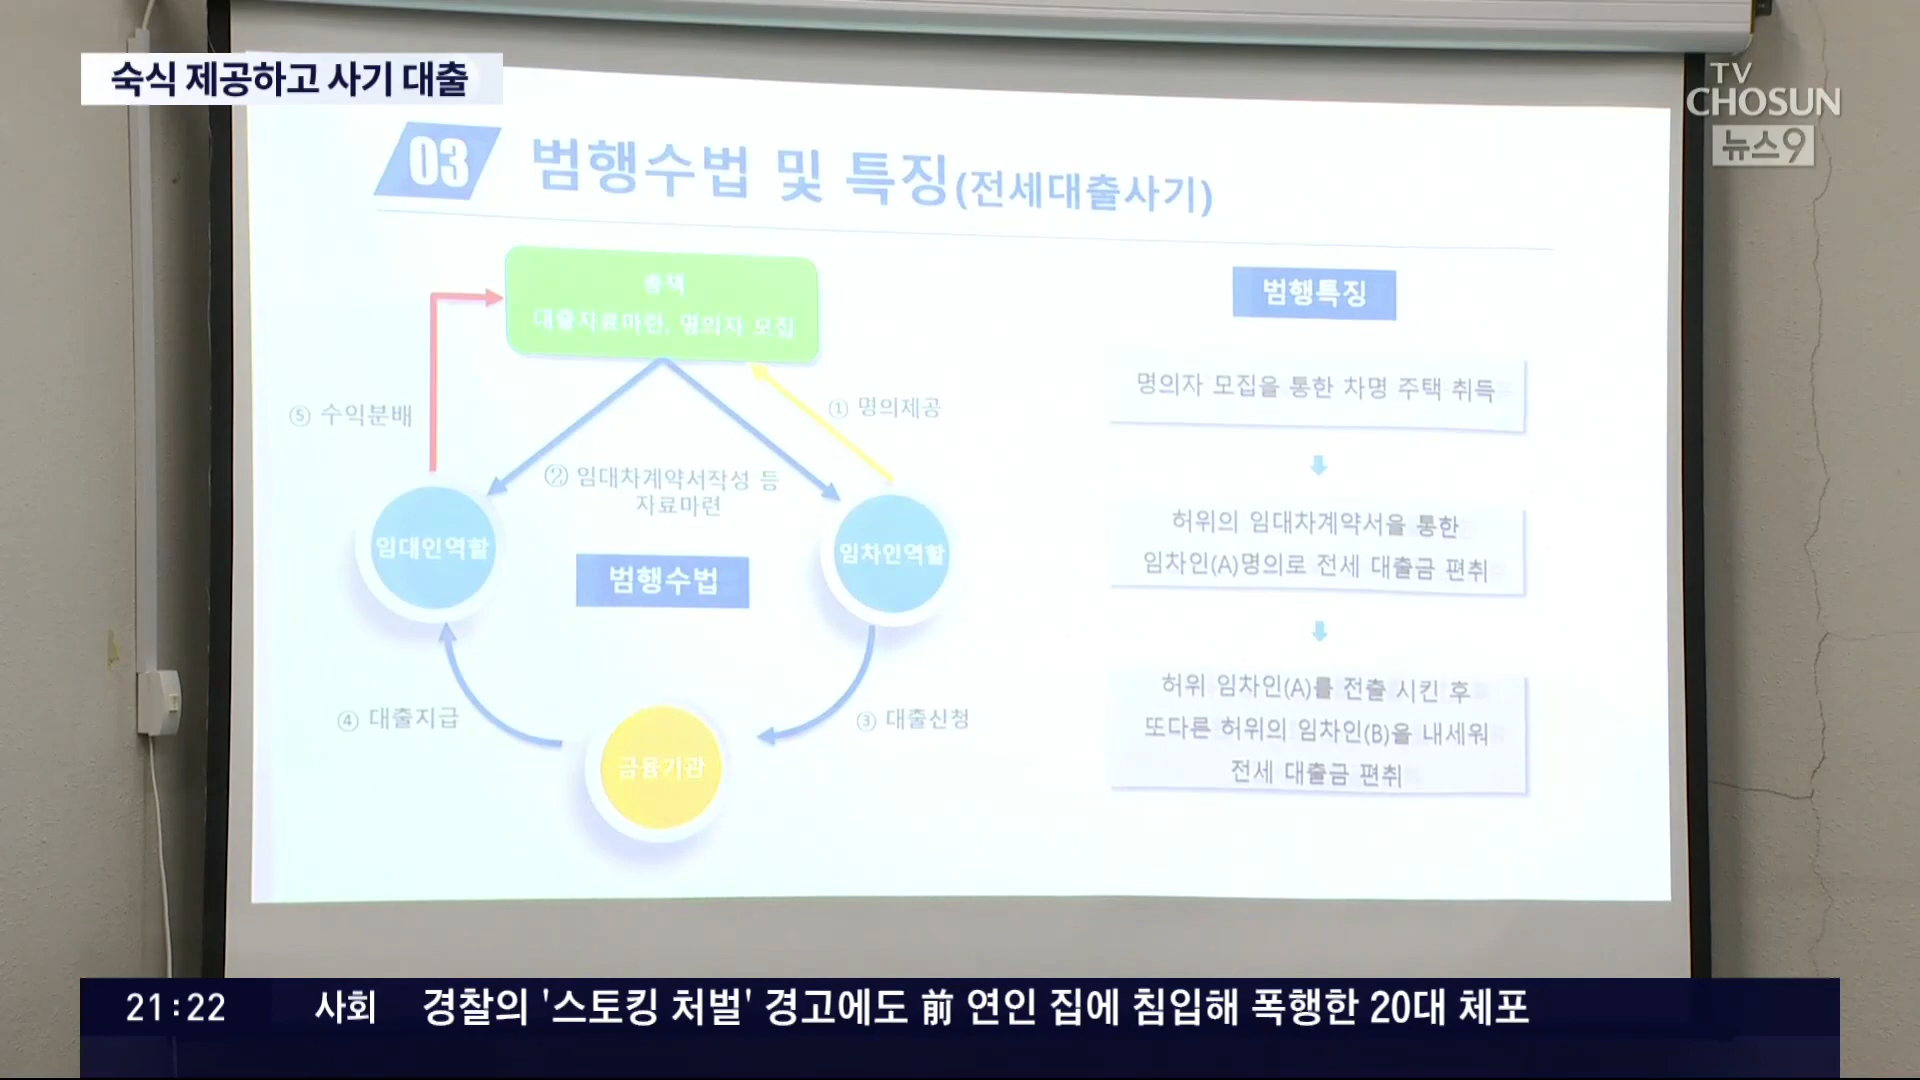 숙식 제공하고 사기 대출
TV
CHOSUN
뉴스9
03 범행수법 및 특징(전세대출사기)
총책
대출자료마련, 명의자 모집
범행특징
명의자 모집을 통한 차명 주택 취득
⑤ 수익분배
① 명의제공
② 임대차계약서작성 등
자료마련
임대인역할
임차인역할
범행수법
허위의 임대차계약서을 통한
임차인(A)명의로 전세 대출금 편취
④ 대출지급
③ 대출신청
금융기관
허위 임차인(A)를 전출 시킨 후
또다른 허위의 임차인(B)을 내세워
전세 대출금 편취
21:22 사회 경찰의 '스토킹 처벌' 경고에도 前 연인 집에 침입해 폭행한 20대 체포